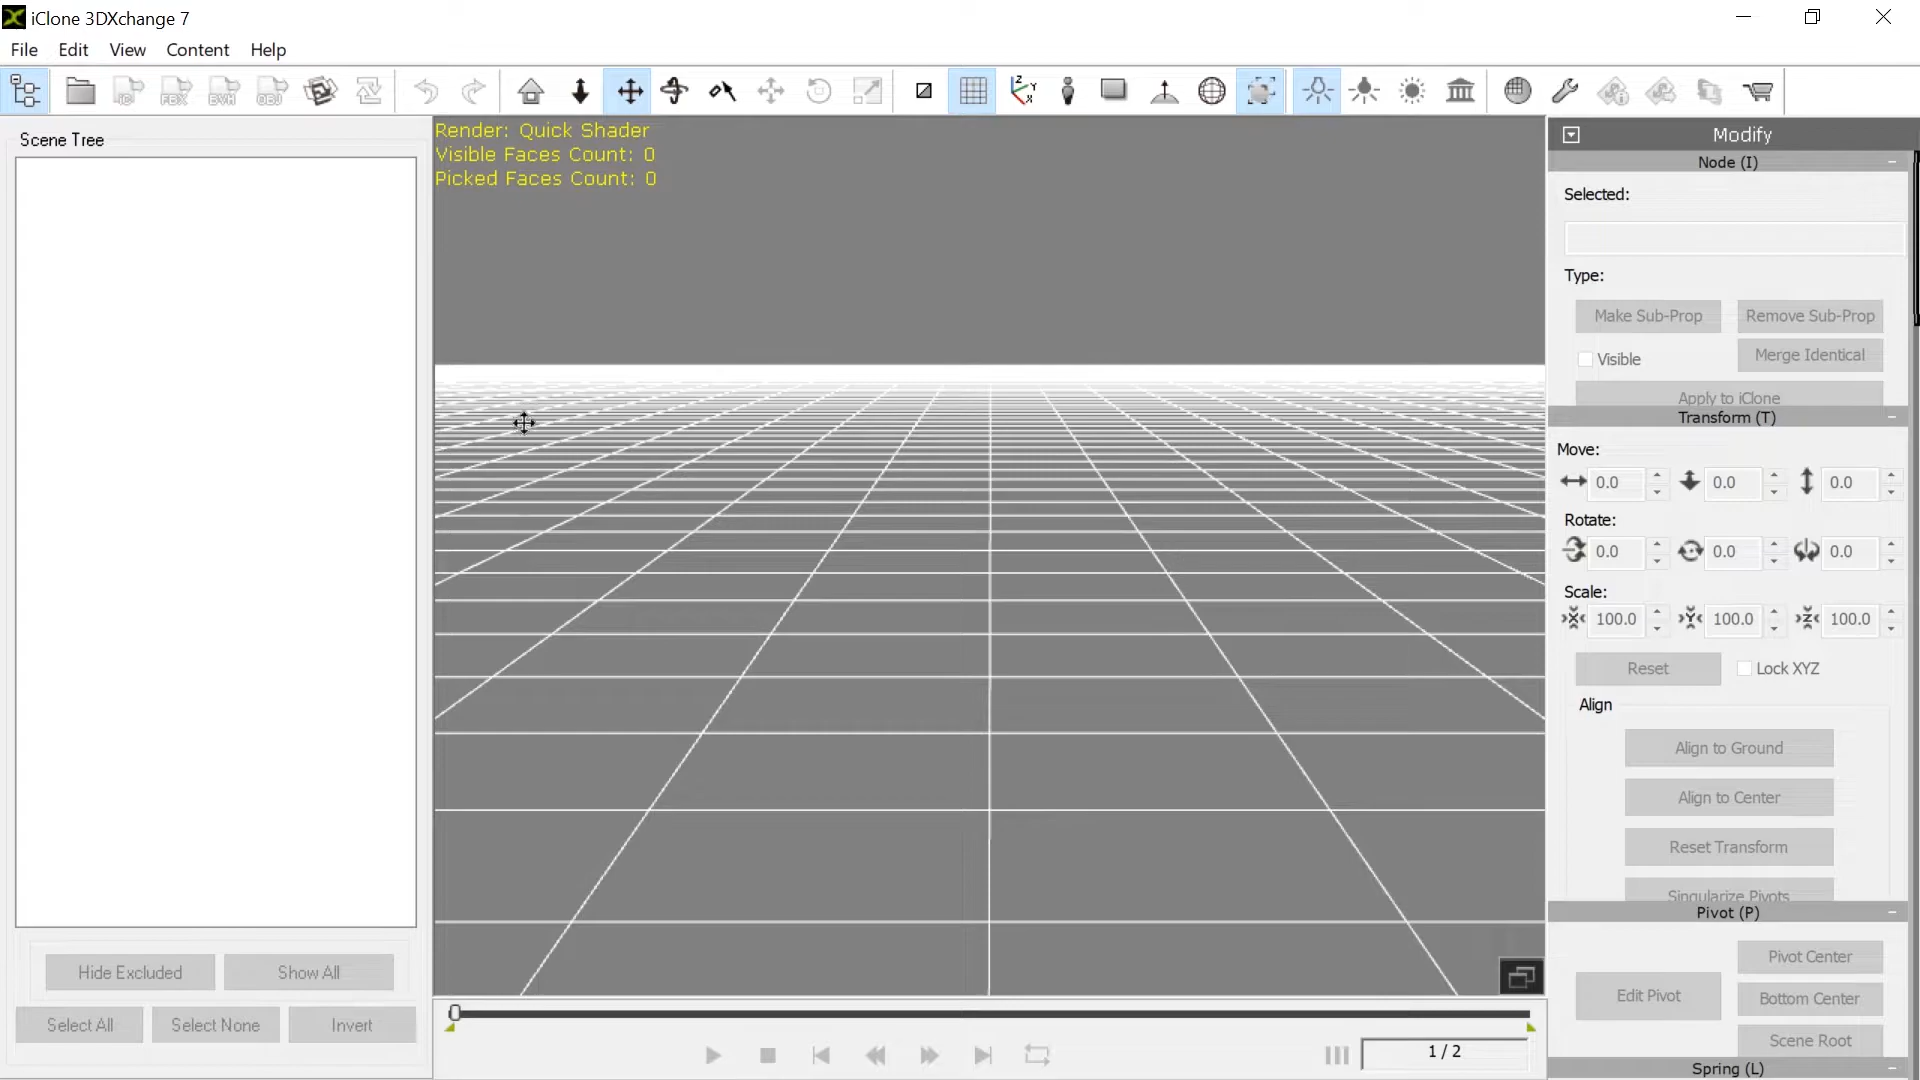 iClone 3DXchange 7
File Edit View Content Help
iC FBX BVH OBJ
Z Y X
Scene Tree
Render: Quick Shader
Visible Faces Count: 0
Picked Faces Count: 0
Hide Excluded Show All
Select All Select None Invert
1 / 2
Modify
Node (I)
Selected:
Type:
Make Sub-Prop Remove Sub-Prop
Visible Merge Identical
Apply to iClone
Transform (T)
Move:
0.0 0.0 0.0
Rotate:
0.0 0.0 0.0
Scale:
X 100.0 Y 100.0 Z 100.0
Reset Lock XYZ
Align
Align to Ground
Align to Center
Reset Transform
Singularize Pivots
Pivot (P)
Pivot Center
Edit Pivot
Bottom Center
Scene Root
Spring (L)